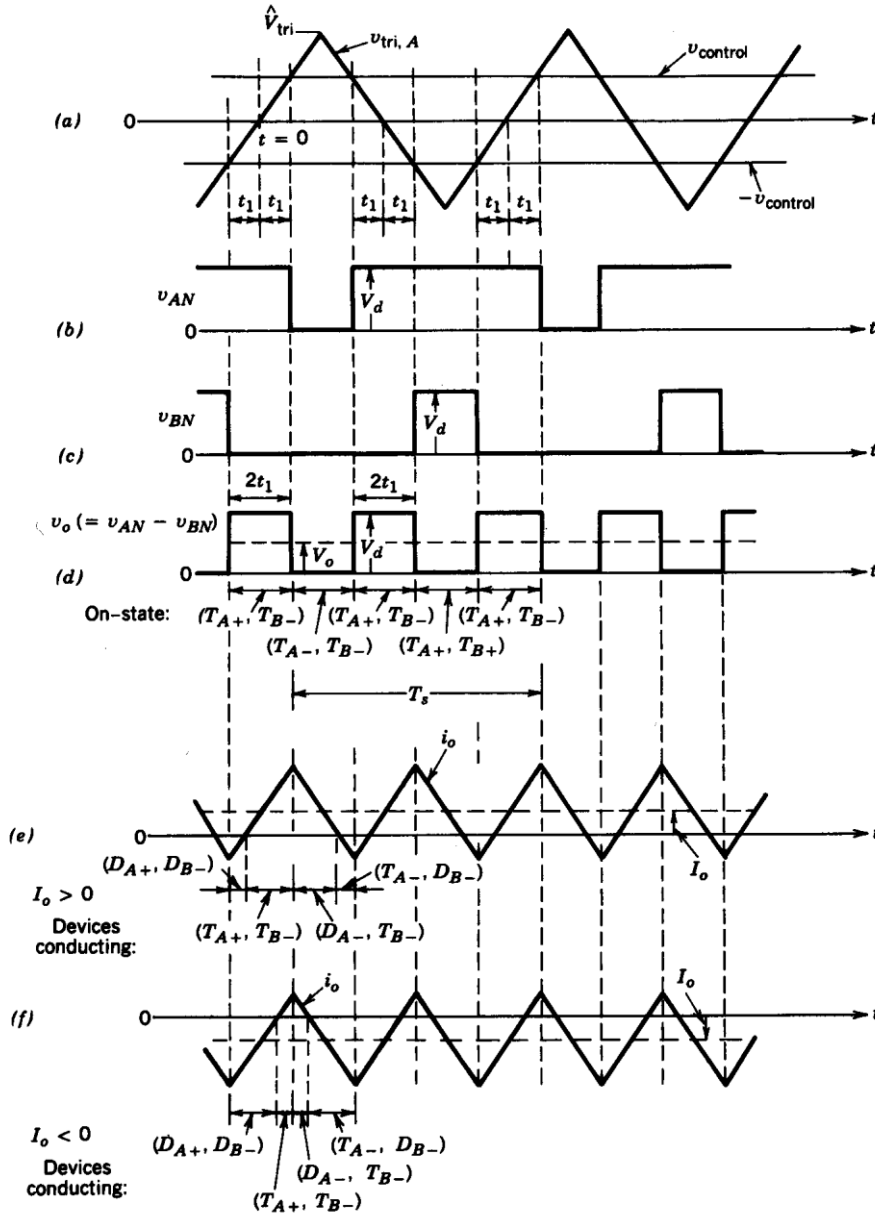 V̂tri
vtri, A
vcontrol
(a)
0
t = 0
t
−vcontrol
t1 t1 t1 t1 t1 t1
vAN
Vd
(b)
0
t
vBN
Vd
(c)
0
t
2t1 2t1
vo (= vAN − vBN)
Vo
Vd
(d)
0
t
On–state:
(TA+, TB−) (TA+, TB−) (TA+, TB−)
(TA−, TB−) (TA+, TB+)
Ts
io
(e)
0
t
Io
(DA+, DB−)
(TA−, DB−)
Io > 0
(TA+, TB−) (DA−, TB−)
Devices
conducting:
io
Io
(f)
0
t
Io < 0
(DA+, DB−) (TA−, DB−)
Devices
(DA−, TB−)
conducting:
(TA+, TB−)